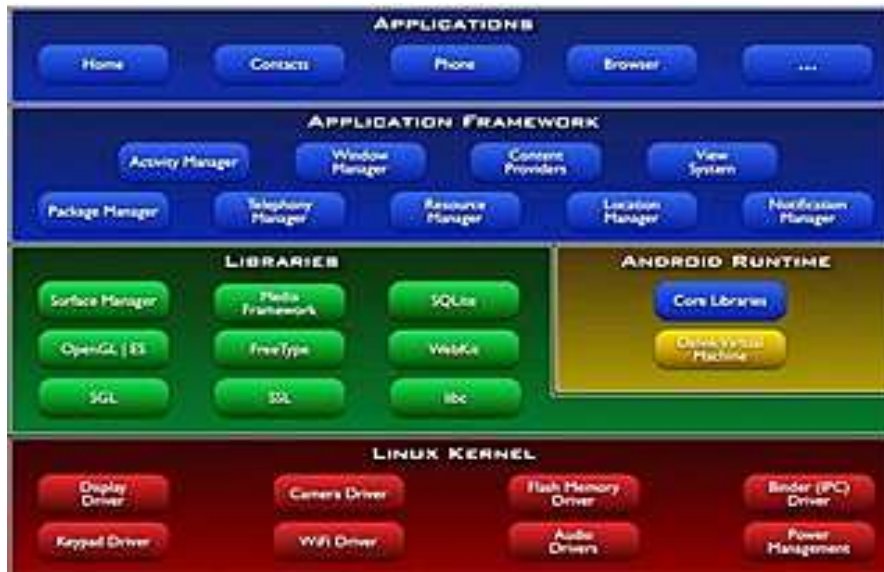 APPLICATIONS
Home
Contacts
Phone
Browser
....
APPLICATION FRAMEWORK
Activity Manager
Window
Manager
Content
Providers
View
System
Package Manager
Telephony
Manager
Resource
Manager
Location
Manager
Notification
Manager
LIBRARIES
Surface Manager
Media
Framework
SQLite
OpenGL | ES
FreeType
WebKit
SGL
SSL
libc
ANDROID RUNTIME
Core Libraries
Dalvik Virtual
Machine
LINUX KERNEL
Display
Driver
Camera Driver
Flash Memory
Driver
Binder (IPC)
Driver
Keypad Driver
WiFi Driver
Audio
Drivers
Power
Management